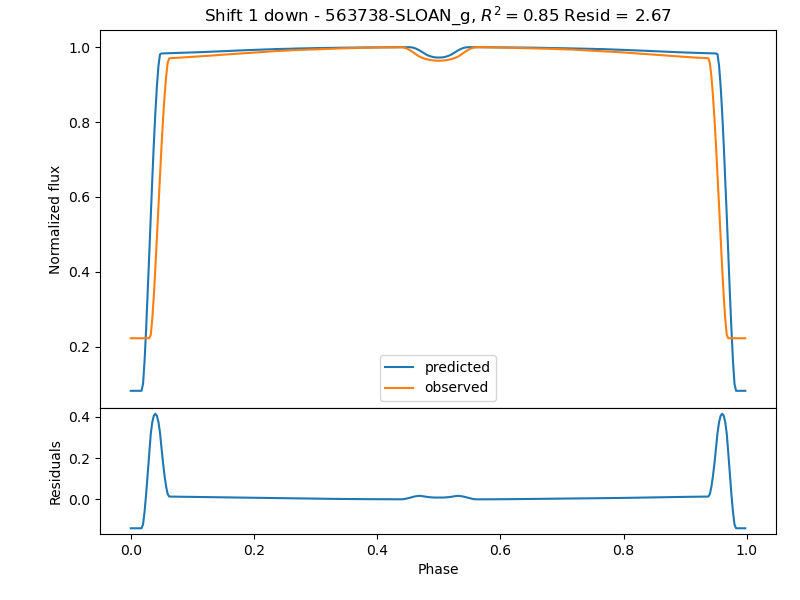 Shift 1 down - 563738-SLOAN_g, $R^2 = 0.85$ Resid = 2.67
Normalized flux
1.0
0.8
0.6
0.4
0.2
predicted
observed
Residuals
0.4
0.2
0.0
0.0
0.2
0.4
0.6
0.8
1.0
Phase